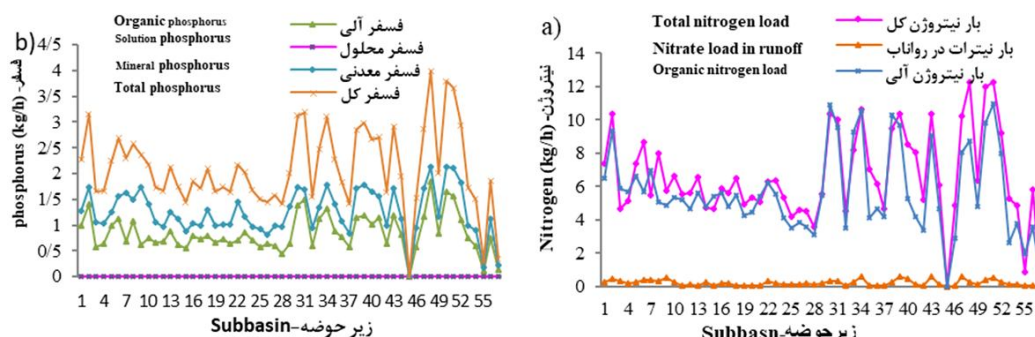 b)
Organic phosphorus
Solution phosphorus
Mineral phosphorus
Total phosphorus
فسفر آلی
فسفر محلول
فسفر معدنی
فسفر کل
phosphorus (kg/h) -فسفر
4/5
4
3/5
3
2/5
2
1/5
1
0/5
0
1 4 7 10 13 16 19 22 25 28 31 34 37 40 43 46 49 52 55
Subbasin-زیر حوضه
a)
Total nitrogen load
Nitrate load in runoff
Organic nitrogen load
بار نیتروژن کل
بار نیترات در رواناب
بار نیتروژن آلی
Nitrogen (kg/h) -نیتروژن
14
12
10
8
6
4
2
0
1 4 7 10 13 16 19 22 25 28 31 34 37 40 43 46 49 52 55
Subbasn-زیرحوضه